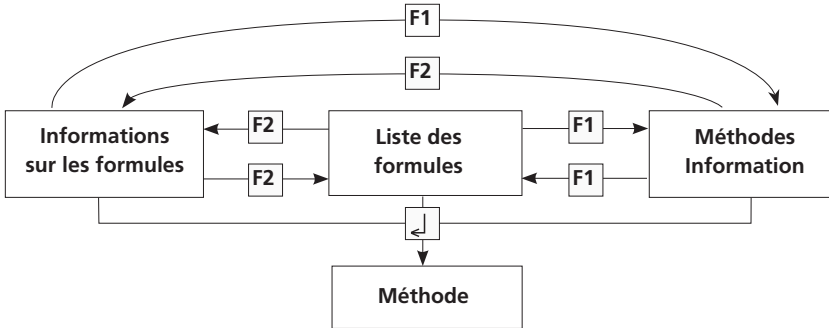 F1
F2
Informations
sur les formules
F2
Liste des
formules
F1
Méthodes
Information
F2
F1
Méthode